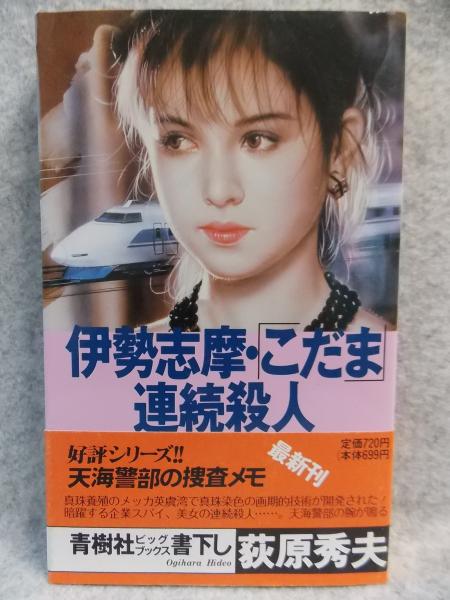 伊勢志摩・「こだま」
連続殺人
好評シリーズ!!
天海警部の捜査メモ
最新刊
定価720円
(本体699円
真珠養殖のメッカ英虞湾で真珠染色の画期的技術が開発された!
暗躍する企業スパイ、美女の連続殺人……。天海警部の腕が鳴る
青樹社ビッグブックス書下し 荻原秀夫
Ogihara Hideo